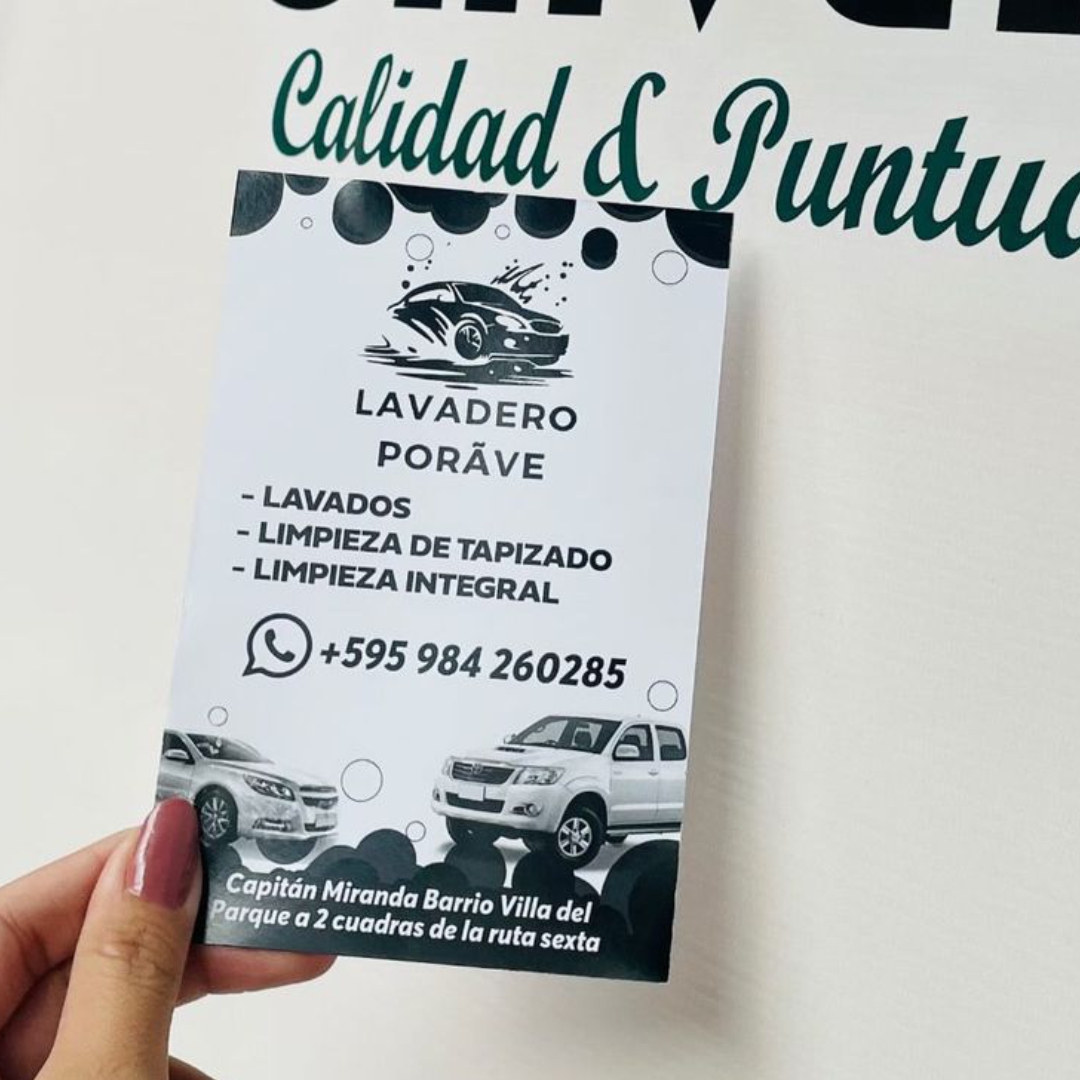 Calidad &
LAVADERO
PORÃVE
- LAVADOS
- LIMPIEZA DE TAPIZADO
- LIMPIEZA INTEGRAL
+595 984 260285
Capitán Miranda Barrio Villa del
Parque a 2 cuadras de la ruta sexta